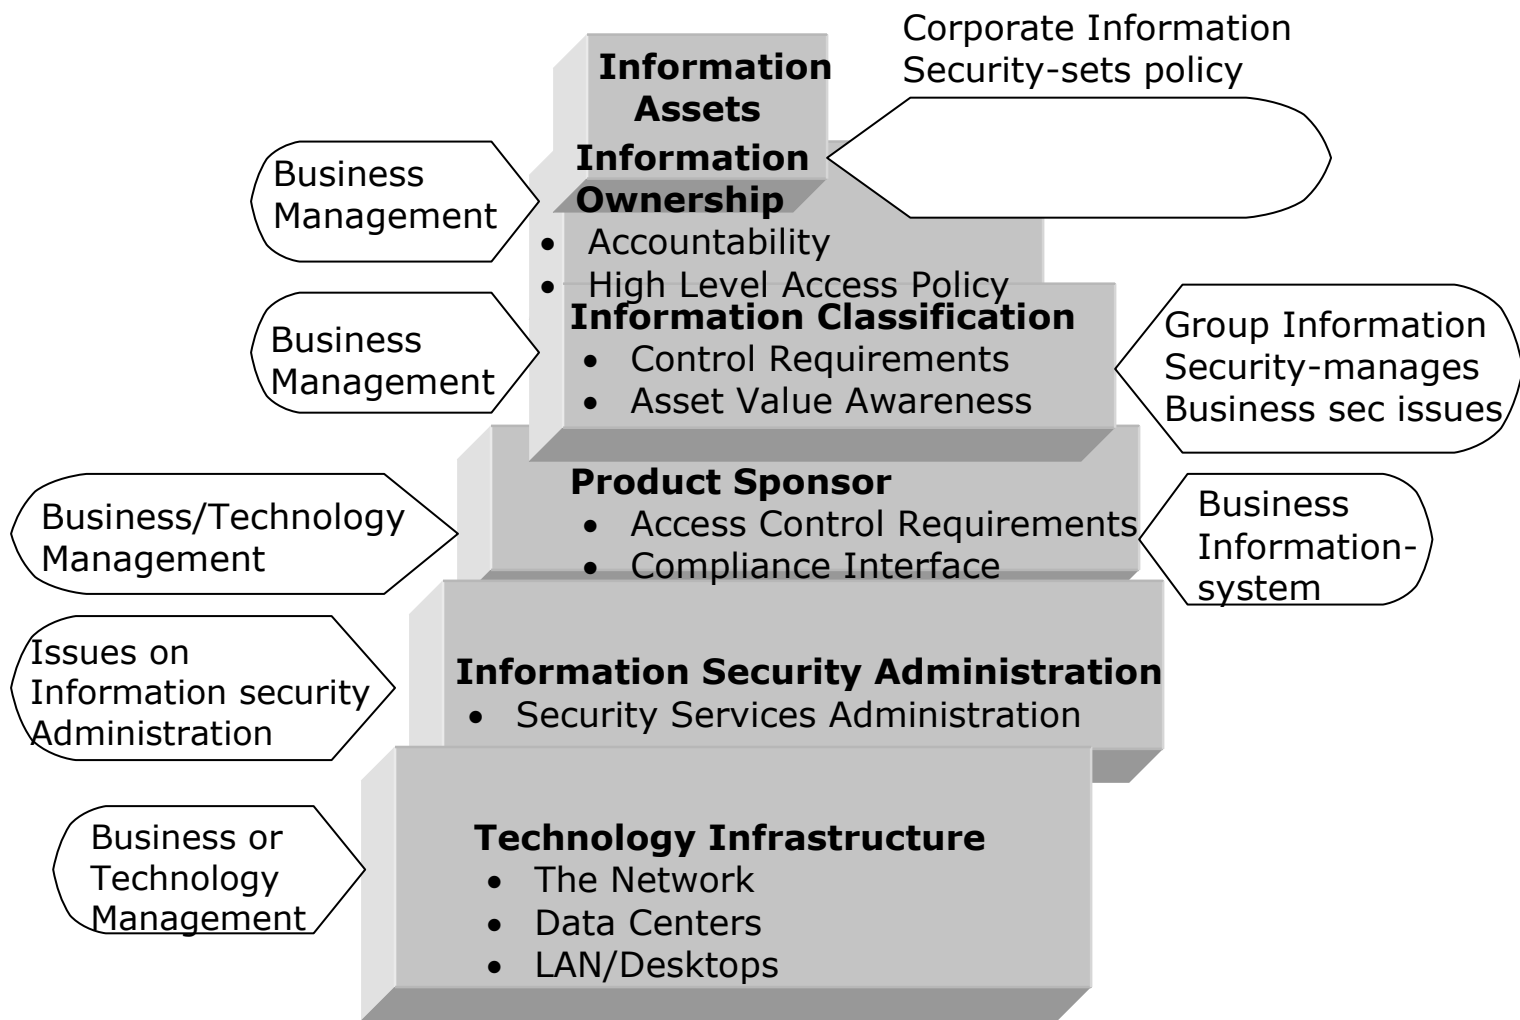 Corporate Information
Security-sets policy
Information
Assets
Business
Management
Information
Ownership
• Accountability
• High Level Access Policy
Business
Management
Information Classification
• Control Requirements
• Asset Value Awareness
Group Information
Security-manages
Business sec issues
Business/Technology
Management
Product Sponsor
• Access Control Requirements
• Compliance Interface
Business
Information-
system
Issues on
Information security
Administration
Information Security Administration
• Security Services Administration
Business or
Technology
Management
Technology Infrastructure
• The Network
• Data Centers
• LAN/Desktops